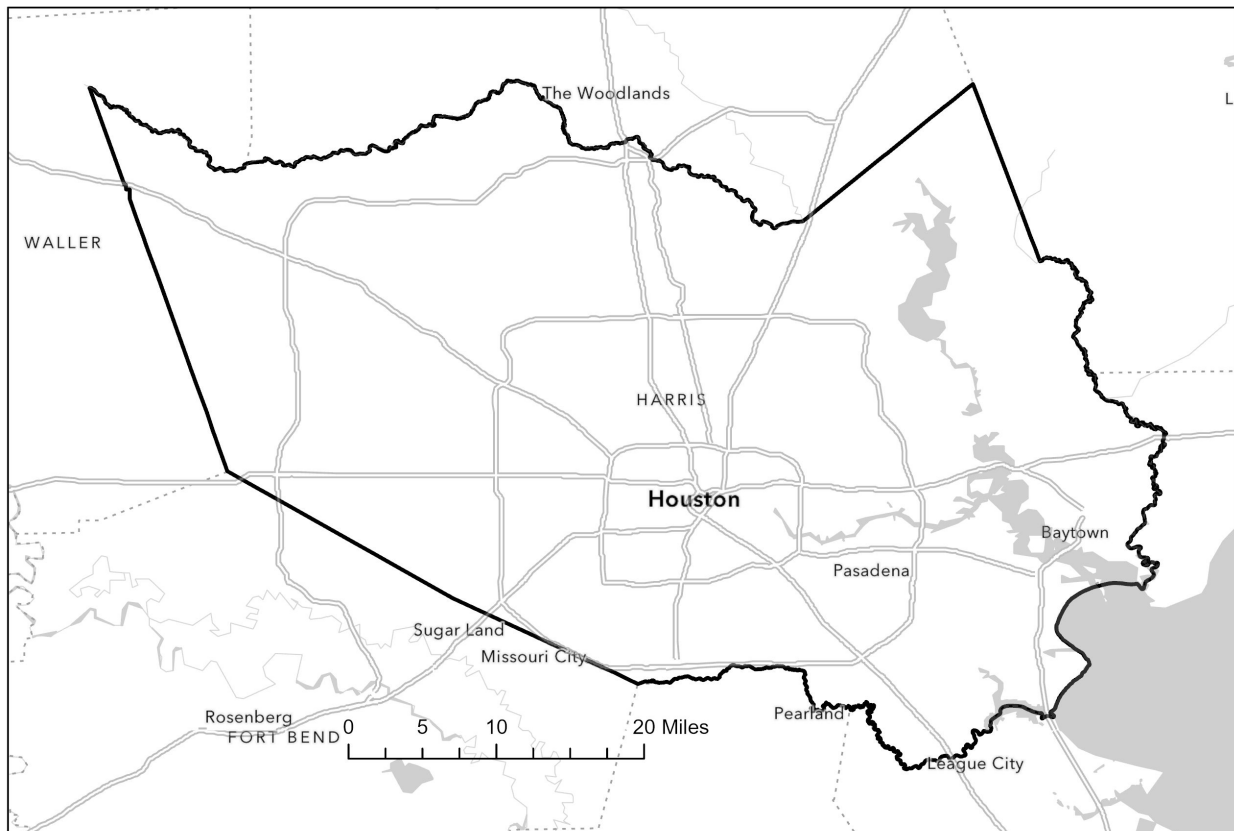 The Woodlands
L
WALLER
HARRIS
Houston
Baytown
Pasadena
Sugar Land
Missouri City
Rosenberg
Pearland
FORT BEND
0 5 10 20 Miles
League City